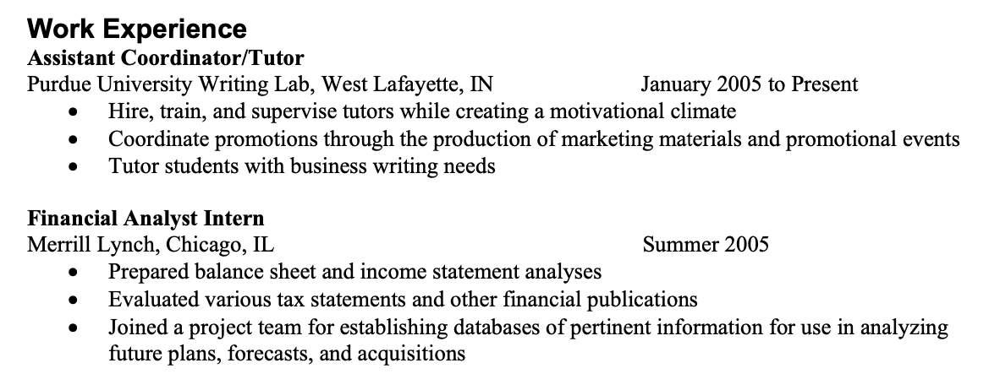 Work Experience
Assistant Coordinator/Tutor
Purdue University Writing Lab, West Lafayette, IN January 2005 to Present
• Hire, train, and supervise tutors while creating a motivational climate
• Coordinate promotions through the production of marketing materials and promotional events
• Tutor students with business writing needs
Financial Analyst Intern
Merrill Lynch, Chicago, IL Summer 2005
• Prepared balance sheet and income statement analyses
• Evaluated various tax statements and other financial publications
• Joined a project team for establishing databases of pertinent information for use in analyzing
future plans, forecasts, and acquisitions